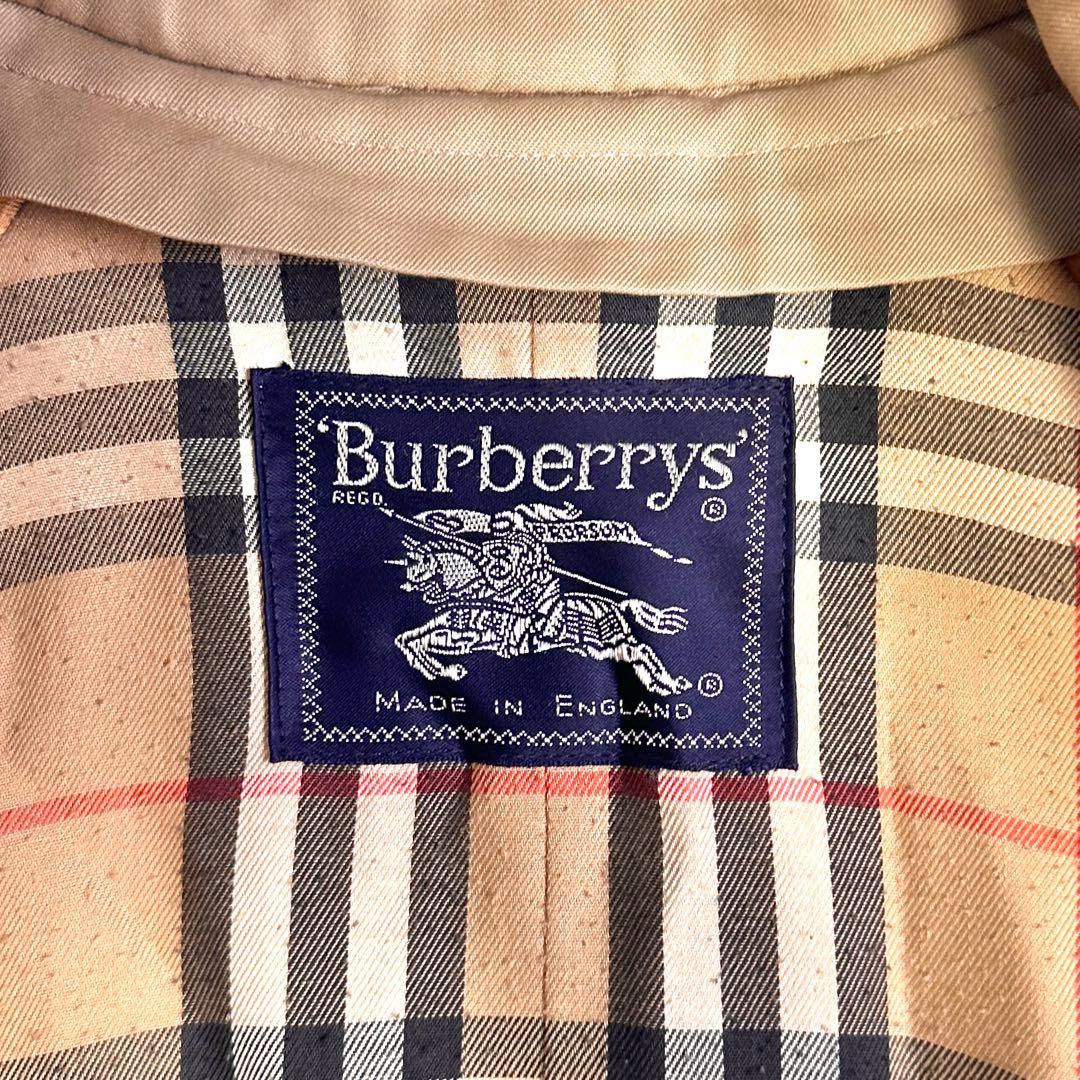 'Burberrys'
REGD.
®
PRORSUM
®
MADE IN ENGLAND